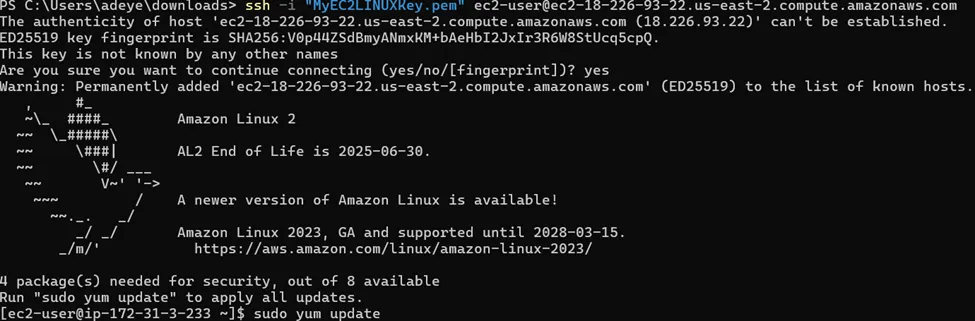 PS C:\Users\adeye\downloads> ssh -i "MyEC2LINUXKey.pem" ec2-user@ec2-18-226-93-22.us-east-2.compute.amazonaws.com
The authenticity of host 'ec2-18-226-93-22.us-east-2.compute.amazonaws.com (18.226.93.22)' can't be established.
ED25519 key fingerprint is SHA256:V0p44ZSdBmyANmxKM+bAeHbI2JxIr3R6W8StUcq5cpQ.
This key is not known by any other names
Are you sure you want to continue connecting (yes/no/[fingerprint])? yes
Warning: Permanently added 'ec2-18-226-93-22.us-east-2.compute.amazonaws.com' (ED25519) to the list of known hosts.
   ,     #_
   ~\_  ####_        Amazon Linux 2
  ~~  \_#####\
  ~~     \###|       AL2 End of Life is 2025-06-30.
  ~~       \#/ ___
   ~~       V~' '->
    ~~~         /    A newer version of Amazon Linux is available!
      ~~._.   _/
         _/ _/       Amazon Linux 2023, GA and supported until 2028-03-15.
       _/m/'           https://aws.amazon.com/linux/amazon-linux-2023/
4 package(s) needed for security, out of 8 available
Run "sudo yum update" to apply all updates.
[ec2-user@ip-172-31-3-233 ~]$ sudo yum update